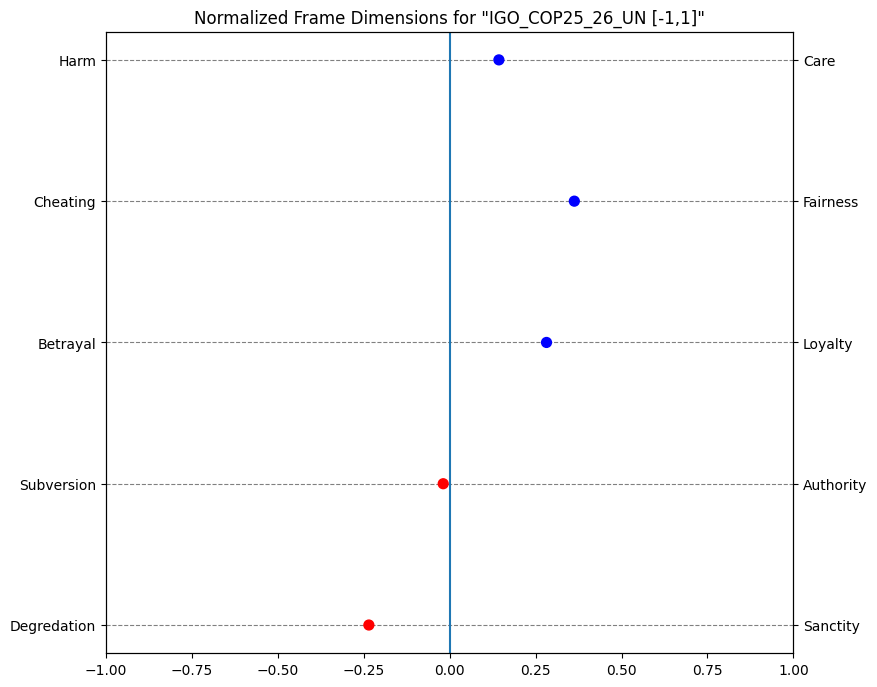 Normalized Frame Dimensions for "IGO_COP25_26_UN [-1,1]"
Harm Care
Cheating Fairness
Betrayal Loyalty
Subversion Authority
Degredation Sanctity
−1.00 −0.75 −0.50 −0.25 0.00 0.25 0.50 0.75 1.00